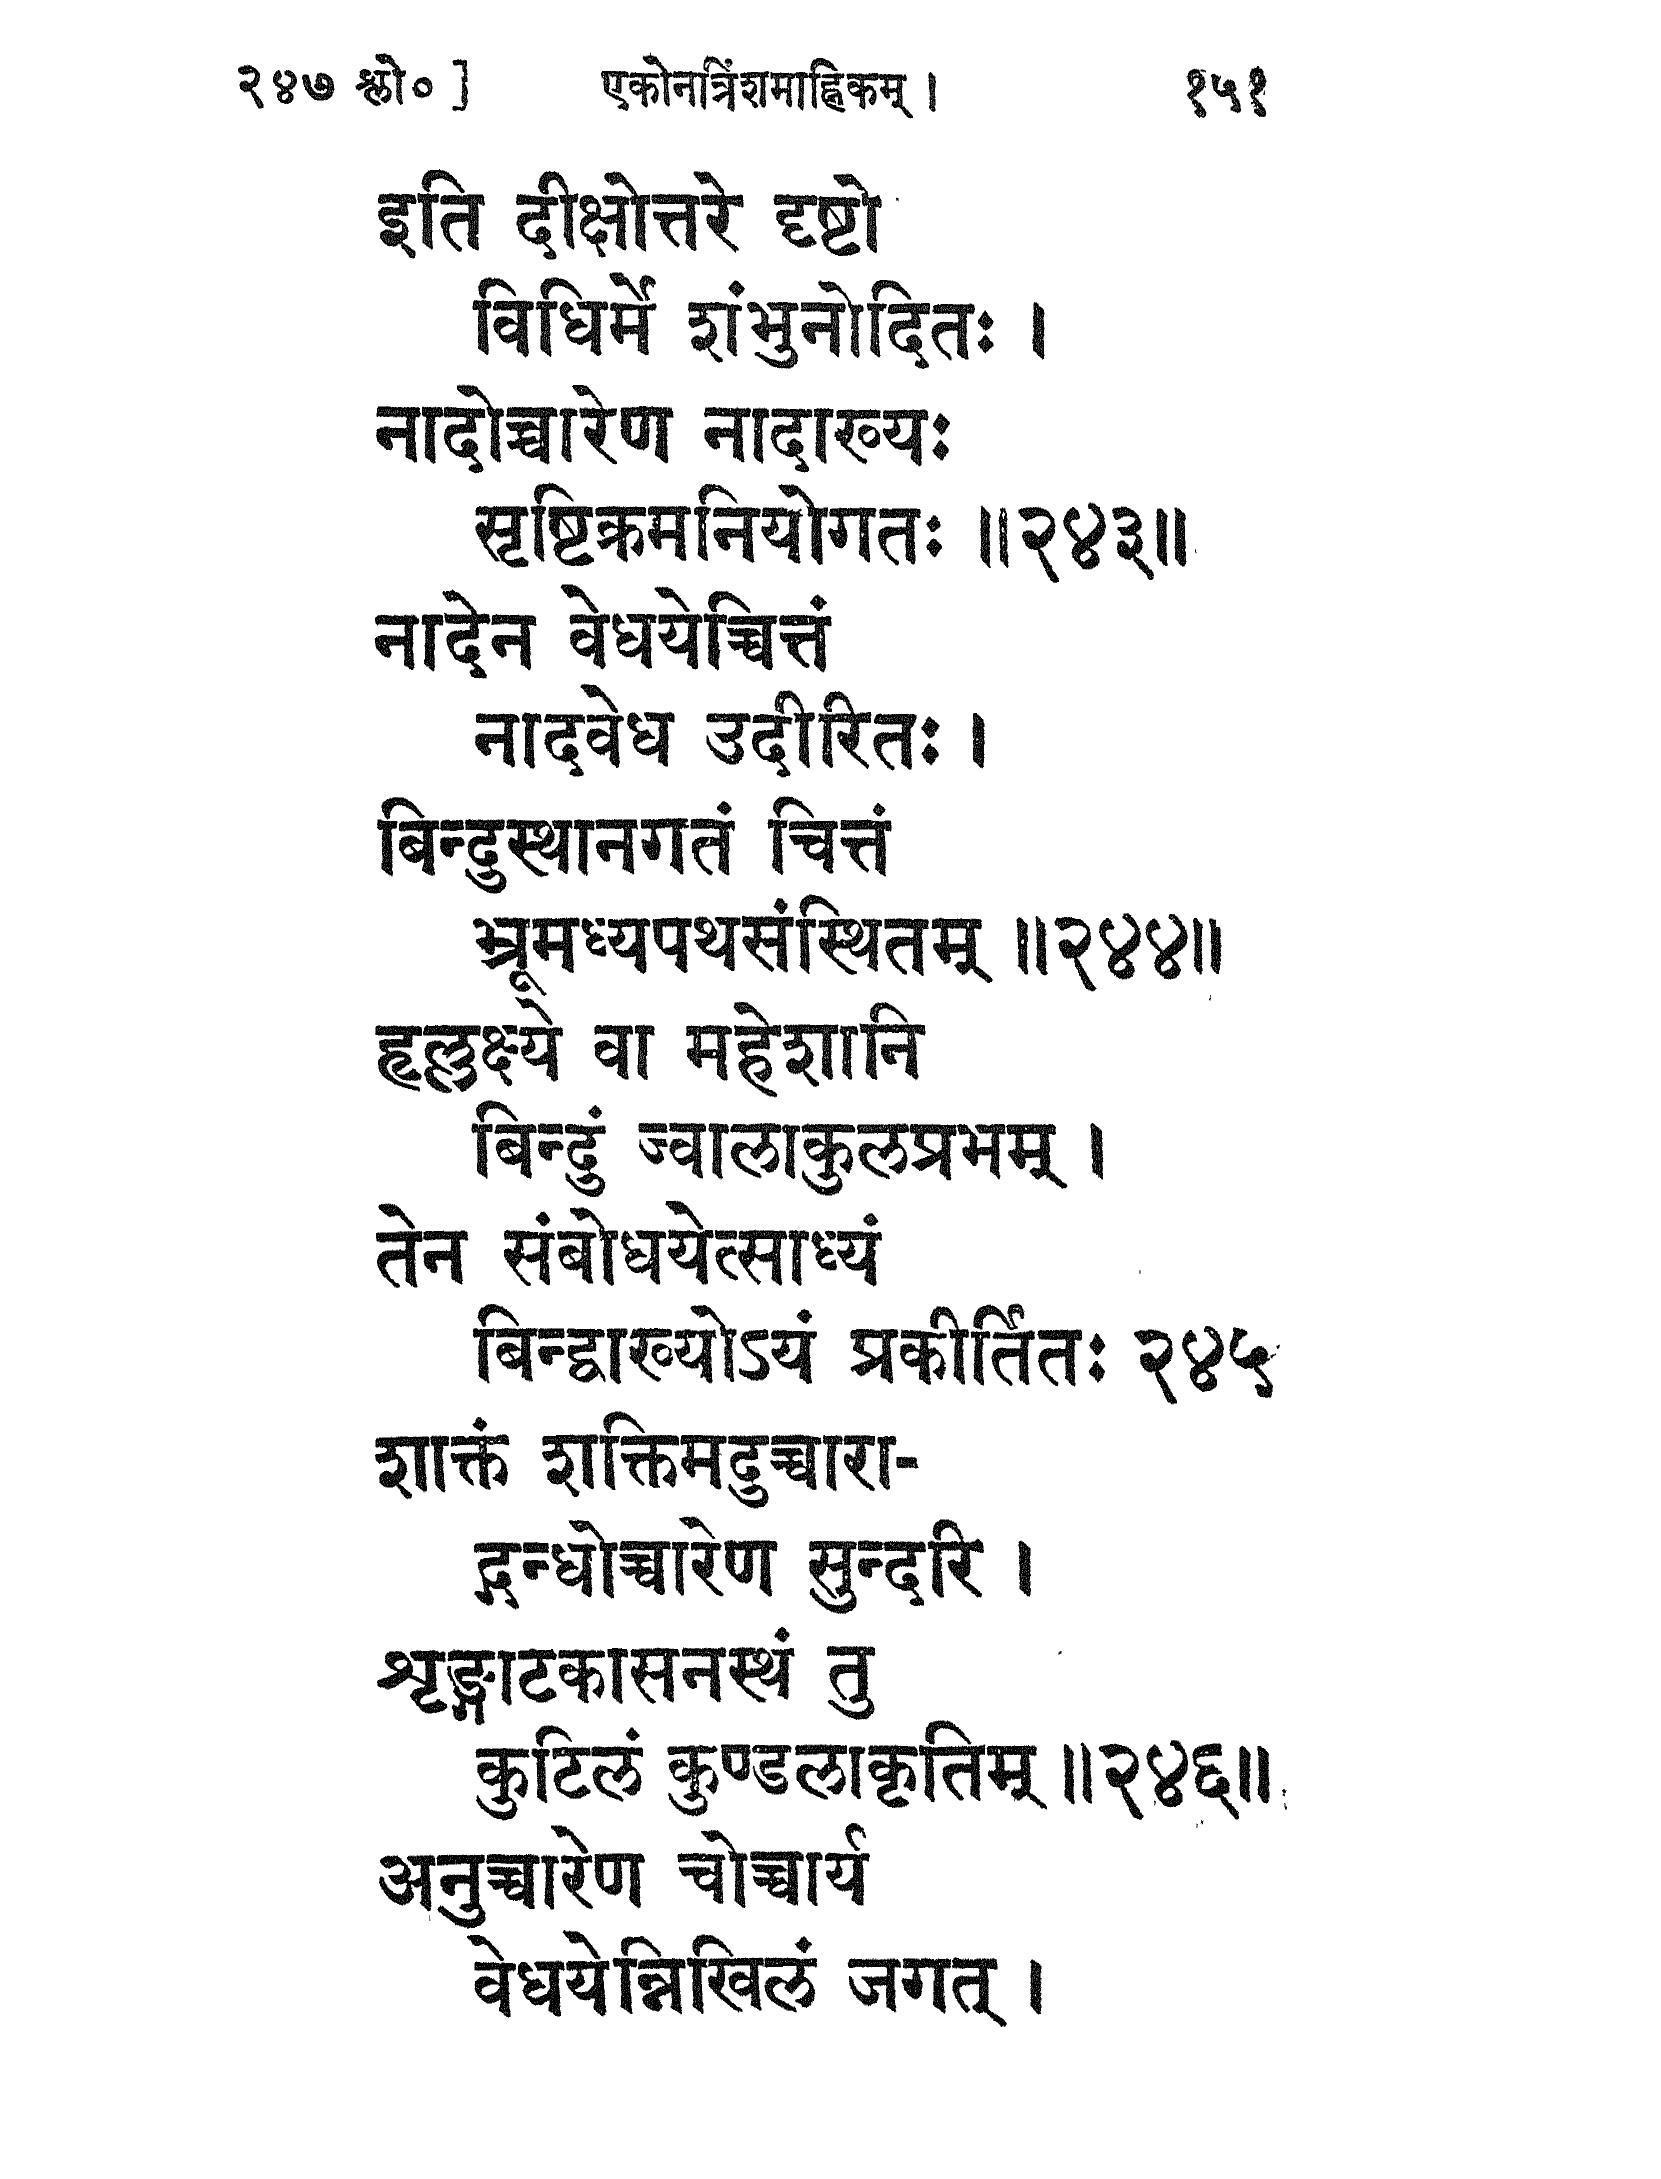 २४७ श्लो० ] एकोनत्रिंशमाह्निकम् । १५१
इति दीक्षोत्तरे दृष्टो
विधिर्मे शंभुनोदितः ।
नादोच्चारेण नादाख्यः
सृष्टिक्रमनियोगतः ॥२४३॥
नादेन वेधयेच्चित्तं
नादवेध उदीरितः ।
बिन्दुस्थानगतं चित्तं
भ्रूमध्यपथसंस्थितम् ॥२४४॥
हृल्लक्ष्ये वा महेशानि
बिन्दुं ज्वालाकुलप्रभम् ।
तेन संबोधयेत्साध्यं
बिन्द्वाख्योऽयं प्रकीर्तितः २४५
शाक्तं शक्तिमदुच्चारा-
द्गन्धोच्चारेण सुन्दरि ।
शृङ्गाटकासनस्थं तु
कुटिलं कुण्डलाकृतिम् ॥२४६॥
अनुच्चारेण चोच्चार्य
वेधयेन्निखिलं जगत् ।